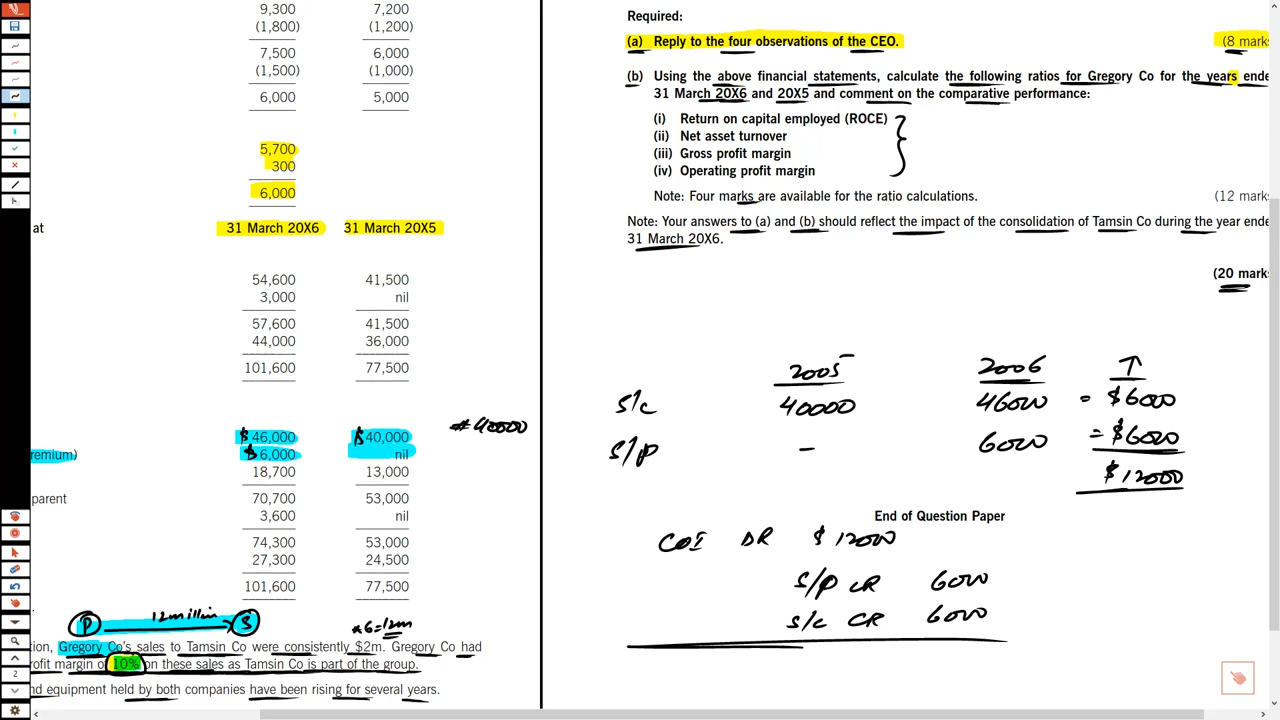 9,300 7,200
(1,800) (1,200)
7,500 6,000
(1,500) (1,000)
6,000 5,000
5,700
300
6,000
at 31 March 20X6 31 March 20X5
54,600 41,500
3,000 nil
57,600 41,500
44,000 36,000
101,600 77,500
40000
$ 46,000 $ 40,000
remium) $ 6,000 nil
18,700 13,000
parent 70,700 53,000
3,600 nil
74,300 53,000
27,300 24,500
101,600 77,500
P 12million S
*6=12m
tion, Gregory Co's sales to Tamsin Co were consistently $2m. Gregory Co had
rofit margin of 10% on these sales as Tamsin Co is part of the group.
nd equipment held by both companies have been rising for several years.
Required:
(a) Reply to the four observations of the CEO. (8 mark
(b) Using the above financial statements, calculate the following ratios for Gregory Co for the years ende
31 March 20X6 and 20X5 and comment on the comparative performance:
(i) Return on capital employed (ROCE)
(ii) Net asset turnover
(iii) Gross profit margin
(iv) Operating profit margin
Note: Four marks are available for the ratio calculations. (12 mark
Note: Your answers to (a) and (b) should reflect the impact of the consolidation of Tamsin Co during the year ende
31 March 20X6.
(20 mark
2005 2006 ↑
S/c 40000 46000 = $6000
S/p - 6000 = $6000
$12000
End of Question Paper
COI DR $12000
S/p CR 6000
S/c CR 6000
2